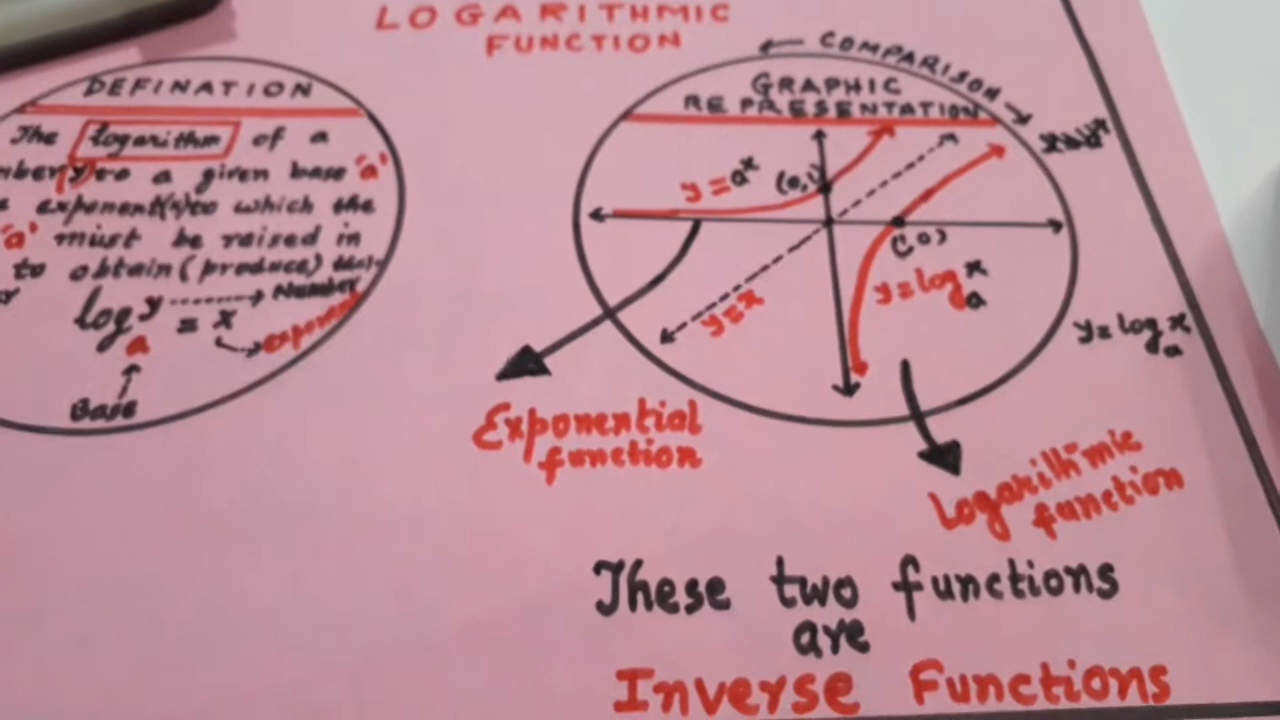 LOGARITHMIC
FUNCTION
DEFINATION
The logarithm of a
(y) to a given base 'a'
exponent(x) to which the
'a' must be raised in
to obtain (produce)
log y = x
a
Number
exponent
Base
← COMPARISON →
GRAPHIC
REPRESENTATION
y = a^x
(0,1)
(1,0)
y = x
y = log x
a
y = log x
a
Exponential
function
Logarithmic
function
These two functions
are
Inverse Functions